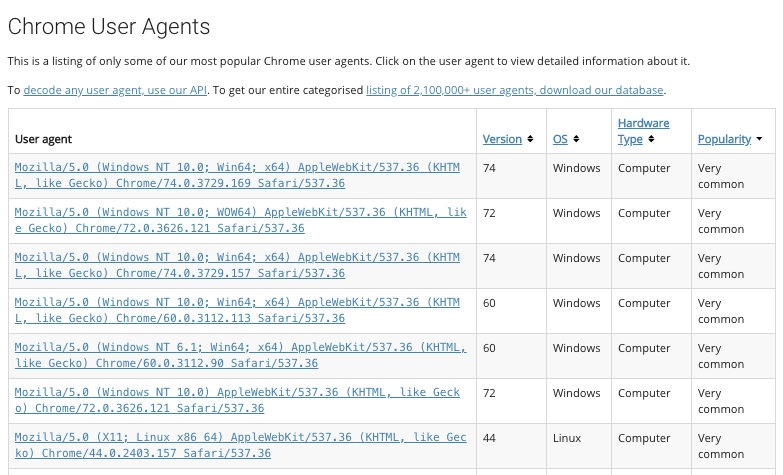 Chrome User Agents
This is a listing of only some of our most popular Chrome user agents. Click on the user agent to view detailed information about it.
To decode any user agent, use our API. To get our entire categorised listing of 2,100,000+ user agents, download our database.
Hardware
User agent Version OS Type Popularity
Mozilla/5.0 (Windows NT 10.0; Win64; x64) AppleWebKit/537.36 (KHTM 74 Windows Computer Very
L, like Gecko) Chrome/74.0.3729.169 Safari/537.36 common
Mozilla/5.0 (Windows NT 10.0; WOW64) AppleWebKit/537.36 (KHTML, lik 72 Windows Computer Very
e Gecko) Chrome/72.0.3626.121 Safari/537.36 common
Mozilla/5.0 (Windows NT 10.0; Win64; x64) AppleWebKit/537.36 (KHTM 74 Windows Computer Very
L, like Gecko) Chrome/74.0.3729.157 Safari/537.36 common
Mozilla/5.0 (Windows NT 10.0; Win64; x64) AppleWebKit/537.36 (KHTM 60 Windows Computer Very
L, like Gecko) Chrome/60.0.3112.113 Safari/537.36 common
Mozilla/5.0 (Windows NT 6.1; Win64; x64) AppleWebKit/537.36 (KHTML, 60 Windows Computer Very
like Gecko) Chrome/60.0.3112.90 Safari/537.36 common
Mozilla/5.0 (Windows NT 10.0) AppleWebKit/537.36 (KHTML, like Geck 72 Windows Computer Very
o) Chrome/72.0.3626.121 Safari/537.36 common
Mozilla/5.0 (X11; Linux x86_64) AppleWebKit/537.36 (KHTML, like Gec 44 Linux Computer Very
ko) Chrome/44.0.2403.157 Safari/537.36 common